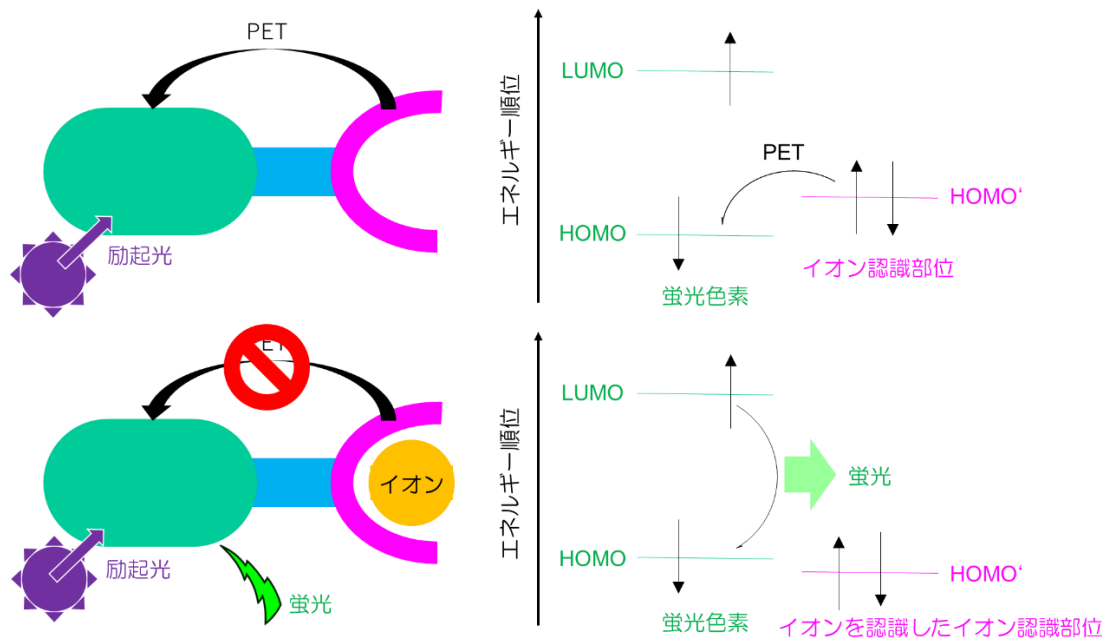 PET
励起光
エネルギー順位
LUMO
PET
HOMO'
HOMO
イオン認識部位
蛍光色素
イオン
励起光
蛍光
エネルギー順位
LUMO
蛍光
HOMO
HOMO'
蛍光色素
イオンを認識したイオン認識部位